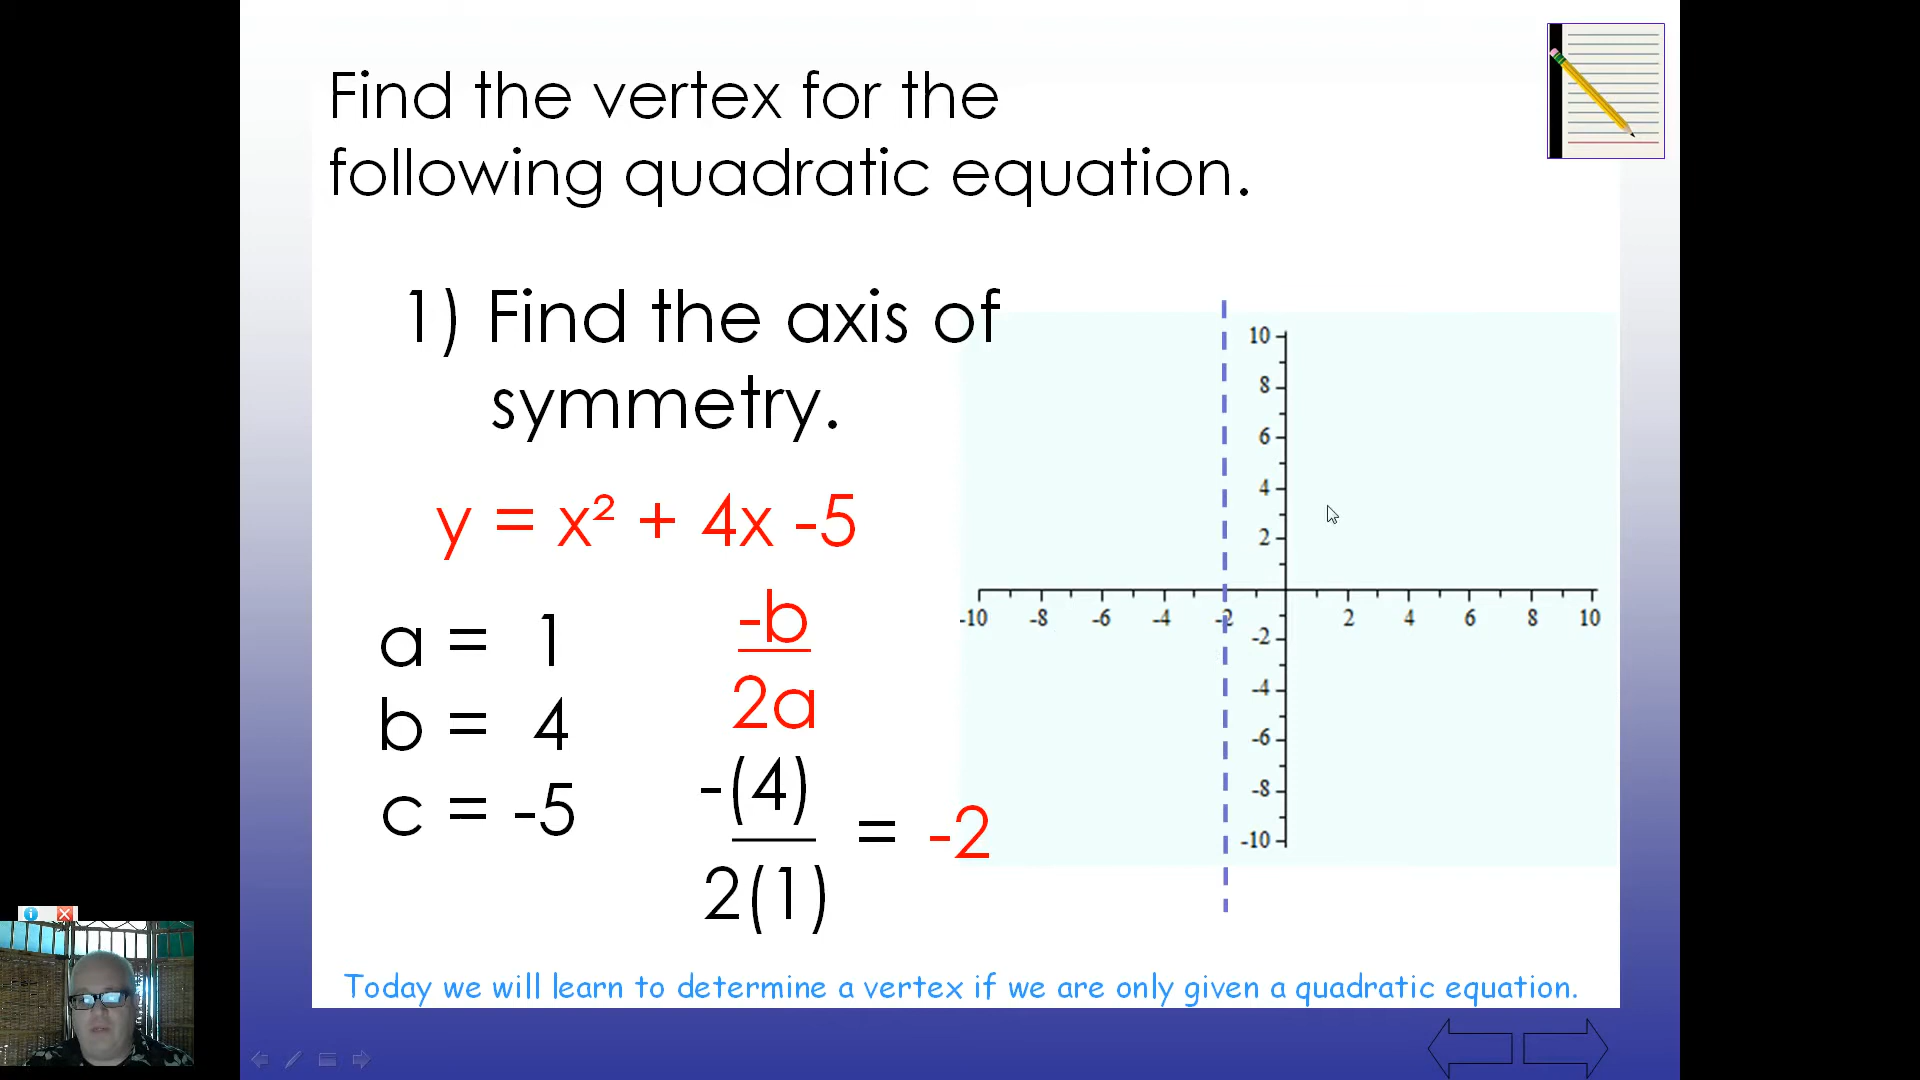 Find the vertex for the
following quadratic equation.
1) Find the axis of
symmetry.
y = x² + 4x -5
a = 1
b = 4
c = -5
-b
2a
-(4)
2(1)
= -2
10
8
6
4
2
-10 -8 -6 -4 -2 2 4 6 8 10
-2
-4
-6
-8
-10
Today we will learn to determine a vertex if we are only given a quadratic equation.